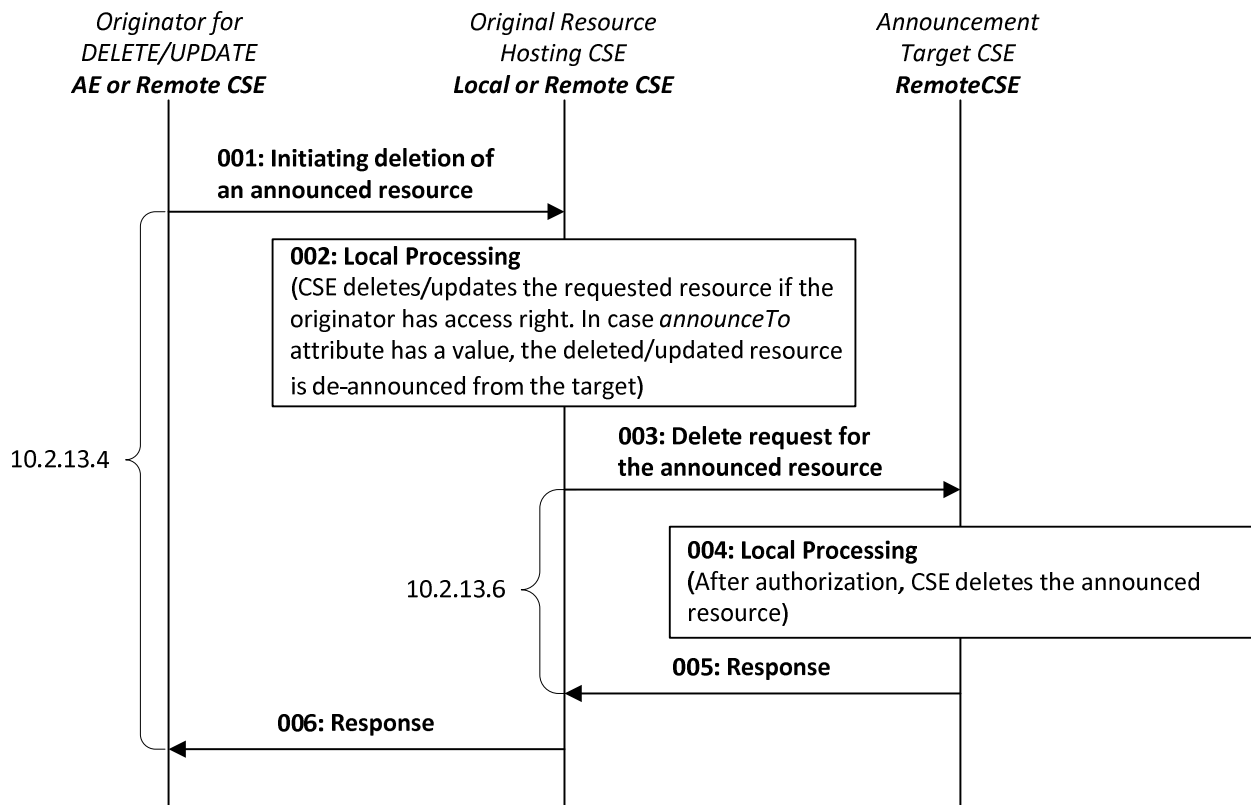 Originator for
DELETE/UPDATE
AE or Remote CSE
Original Resource
Hosting CSE
Local or Remote CSE
Announcement
Target CSE
RemoteCSE
001: Initiating deletion of
an announced resource
002: Local Processing
(CSE deletes/updates the requested resource if the
originator has access right. In case announceTo
attribute has a value, the deleted/updated resource
is de-announced from the target)
10.2.13.4
003: Delete request for
the announced resource
004: Local Processing
(After authorization, CSE deletes the announced
resource)
10.2.13.6
005: Response
006: Response